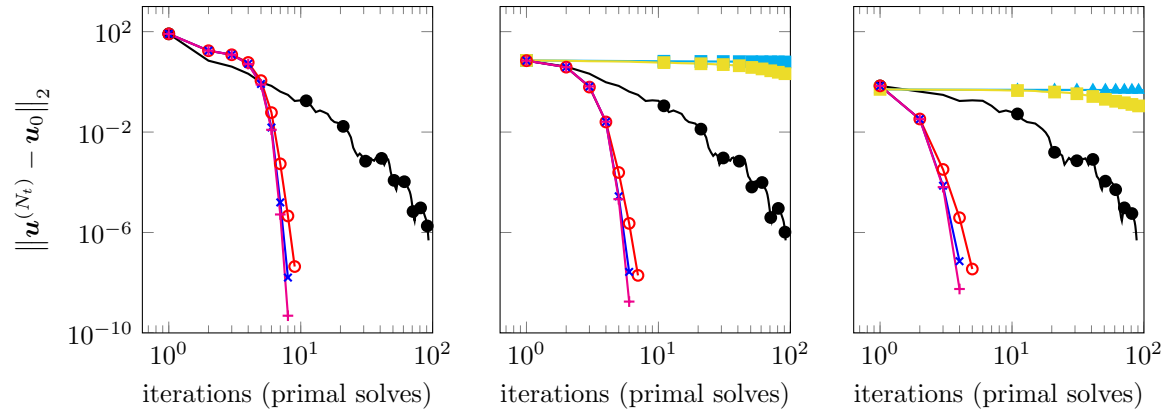 ‖u^(N_t) − u_0‖_2
10^2
10^−2
10^−6
10^−10
10^0 10^1 10^2
10^0 10^1 10^2
10^0 10^1 10^2
iterations (primal solves)
iterations (primal solves)
iterations (primal solves)